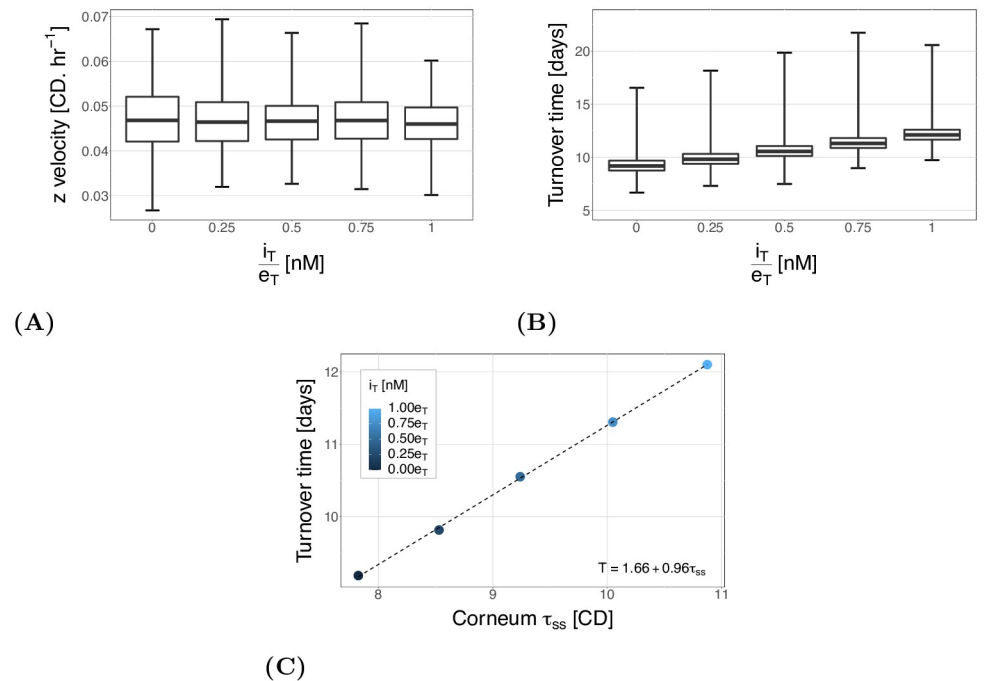 z velocity [CD. hr⁻¹]
0.07
0.06
0.05
0.04
0.03
0 0.25 0.5 0.75 1
i_T
e_T [nM]
(A)
Turnover time [days]
20
15
10
5
0 0.25 0.5 0.75 1
i_T
e_T [nM]
(B)
Turnover time [days]
12
11
10
i_T [nM]
1.00e_T
0.75e_T
0.50e_T
0.25e_T
0.00e_T
T = 1.66 + 0.96τ_ss
8 9 10 11
Corneum τ_ss [CD]
(C)